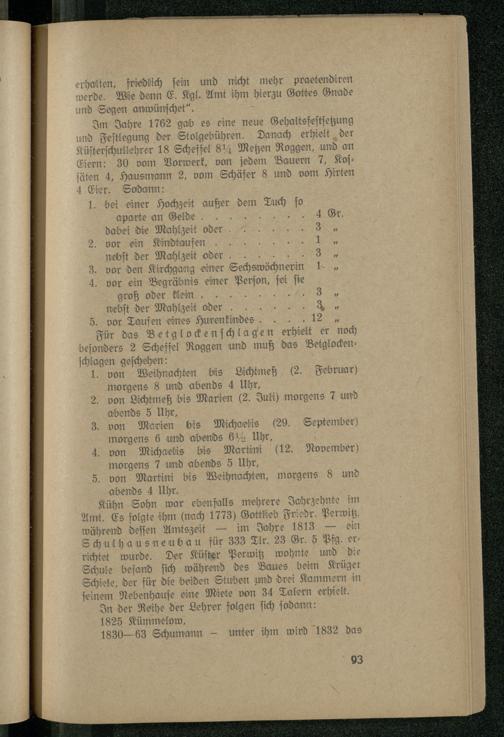 erhalten, friedlich sein und nicht mehr praetendiren
werde. Wie denn E. Kgl. Amt ihm hierzu Gottes Gnade
und Segen anwünschet“.
Im Jahre 1762 gab es eine neue Gehaltsfestsetzung
und Festlegung der Stolgebühren. Danach erhielt der
Küsterschullehrer 18 Scheffel 8¼ Metzen Roggen, und an
Eiern: 30 vom Vorwerk, von jedem Bauern 7, Kos-
säten 4, Hausmann 2, vom Schäfer 8 und vom Hirten
4 Eier. Sodann:
1. bei einer Hochzeit außer dem Tuch so
aparte an Gelde . . . . . . . . 4 Gr.
dabei die Mahlzeit oder . . . . . . 3 „
2. vor ein Kindtaufen . . . . . . . 1 „
nebst der Mahlzeit oder . . . . . . 3 „
3. vor den Kirchgang einer Sechswöchnerin 1 „
4. vor ein Begräbnis einer Person, sei sie
groß oder klein . . . . . . . . 3 „
nebst der Mahlzeit oder . . . . . . 3 „
5. vor Taufen eines Hurenkindes . . . . 12 „
Für das Betglockenschlagen erhielt er noch
besonders 2 Scheffel Roggen und muß das Betglocken-
schlagen geschehen:
1. von Weihnachten bis Lichtmeß (2. Februar)
morgens 8 und abends 4 Uhr,
2. von Lichtmeß bis Marien (2. Juli) morgens 7 und
abends 5 Uhr,
3. von Marien bis Michaelis (29. September)
morgens 6 und abends 6½ Uhr,
4. von Michaelis bis Martini (12. November)
morgens 7 und abends 5 Uhr,
5. von Martini bis Weihnachten, morgens 8 und
abends 4 Uhr.
Kühn Sohn war ebenfalls mehrere Jahrzehnte im
Amt. Es folgte ihm (nach 1773) Gottlieb Friedr. Perwitz,
während dessen Amtszeit — im Jahre 1813 — ein
Schulhausneubau für 333 Tlr. 23 Gr. 5 Pfg. er-
richtet wurde. Der Küster Perwitz wohnte und die
Schule befand sich während des Baues beim Krüger
Schiele, der für die beiden Stuben und drei Kammern in
seinem Nebenhause eine Miete von 34 Talern erhielt.
In der Reihe der Lehrer folgen sich sodann:
1825 Kümmelow,
1830—63 Schumann – unter ihm wird 1832 das
93